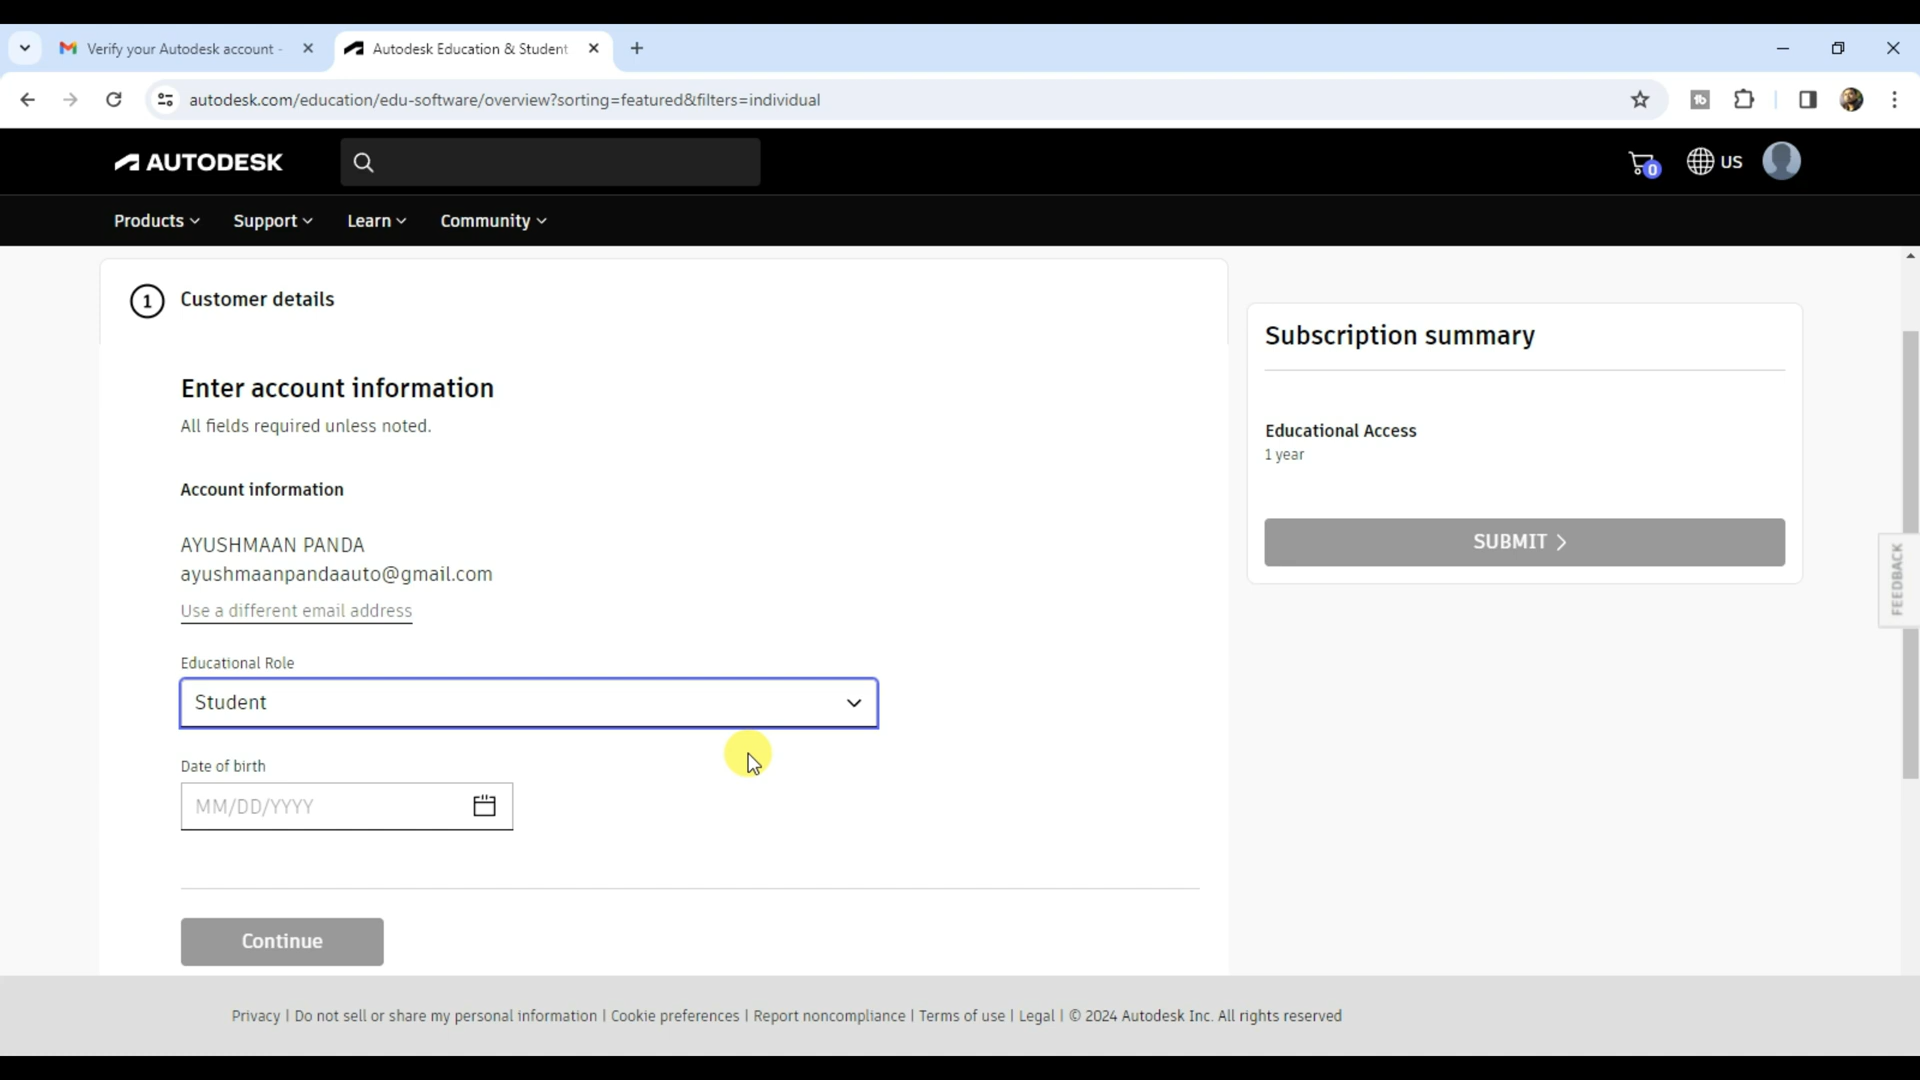 Verify your Autodesk account -
Autodesk Education & Student
autodesk.com/education/edu-software/overview?sorting=featured&filters=individual
AUTODESK
0
US
Products
Support
Learn
Community
1
Customer details
Enter account information
All fields required unless noted.
Account information
AYUSHMAAN PANDA
ayushmaanpandaauto@gmail.com
Use a different email address
Educational Role
Student
Date of birth
MM/DD/YYYY
Continue
Subscription summary
Educational Access
1 year
SUBMIT
FEEDBACK
Privacy | Do not sell or share my personal information | Cookie preferences | Report noncompliance | Terms of use | Legal | © 2024 Autodesk Inc. All rights reserved